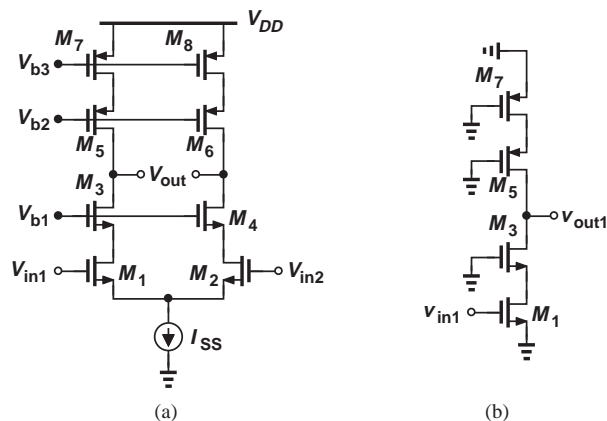 V_DD
M_7 M_8
V_b3
V_b2
M_5 M_6
M_3 V_out
V_b1 M_4
V_in1 M_1 M_2 V_in2
I_SS
(a)
M_7
M_5
M_3 v_out1
v_in1 M_1
(b)